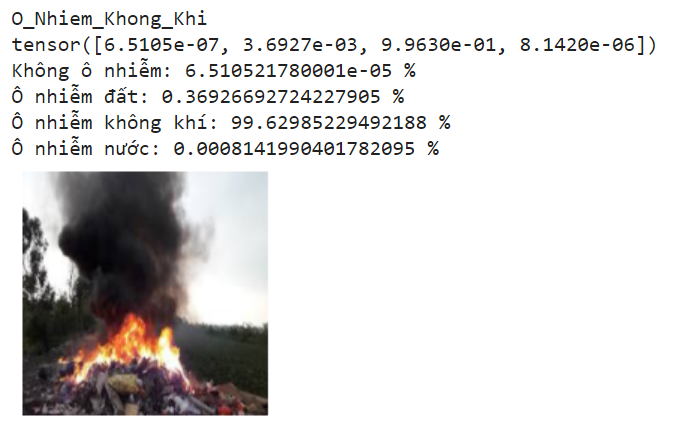 O_Nhiem_Khong_Khi
tensor([6.5105e-07, 3.6927e-03, 9.9630e-01, 8.1420e-06])
Không ô nhiễm: 6.510521780001e-05 %
Ô nhiễm đất: 0.36926692724227905 %
Ô nhiễm không khí: 99.62985229492188 %
Ô nhiễm nước: 0.0008141990401782095 %